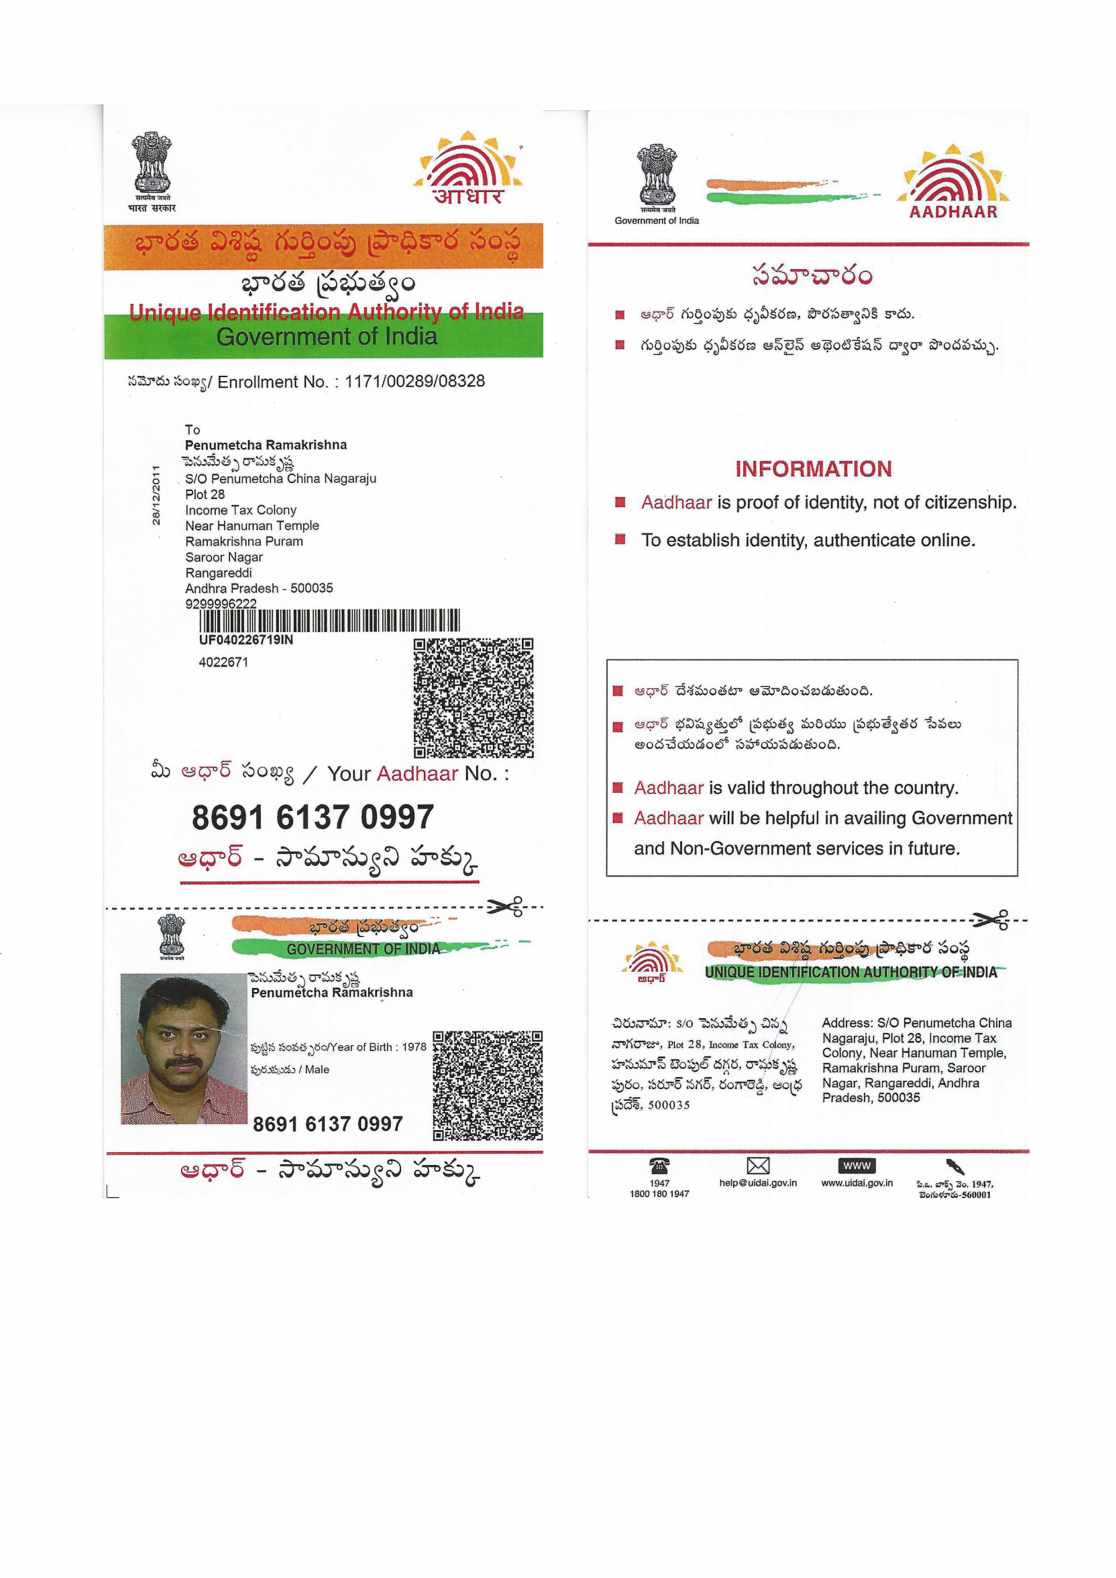 सत्यमेव जयते
भारत सरकार
आधार
భారత విశిష్ట గుర్తింపు ప్రాధికార సంస్థ
భారత ప్రభుత్వం
Unique Identification Authority of India
Government of India
నమోదు సంఖ్య/ Enrollment No. : 1171/00289/08328
28/12/2011
To
Penumetcha Ramakrishna
పెనుమేత్స రామకృష్ణ
S/O Penumetcha China Nagaraju
Plot 28
Income Tax Colony
Near Hanuman Temple
Ramakrishna Puram
Saroor Nagar
Rangareddi
Andhra Pradesh - 500035
9299996222
UF040226719IN
4022671
మీ ఆధార్ సంఖ్య / Your Aadhaar No. :
8691 6137 0997
ఆధార్ - సామాన్యుని హక్కు
सत्यमेव जयते
భారత ప్రభుత్వం
GOVERNMENT OF INDIA
పెనుమేత్స రామకృష్ణ
Penumetcha Ramakrishna
పుట్టిన సంవత్సరం/Year of Birth : 1978
పురుషుడు / Male
8691 6137 0997
ఆధార్ - సామాన్యుని హక్కు
सत्यमेव जयते
Government of India
AADHAAR
సమాచారం
ఆధార్ గుర్తింపుకు ధృవీకరణ, పౌరసత్వానికి కాదు.
గుర్తింపుకు ధృవీకరణ ఆన్‌లైన్ అథెంటికేషన్ ద్వారా పొందవచ్చు.
INFORMATION
Aadhaar is proof of identity, not of citizenship.
To establish identity, authenticate online.
ఆధార్ దేశమంతటా ఆమోదించబడుతుంది.
ఆధార్ భవిష్యత్తులో ప్రభుత్వ మరియు ప్రభుత్వేతర సేవలు
అందచేయడంలో సహాయపడుతుంది.
Aadhaar is valid throughout the country.
Aadhaar will be helpful in availing Government
and Non-Government services in future.
ఆధార్
భారత విశిష్ట గుర్తింపు ప్రాధికార సంస్థ
UNIQUE IDENTIFICATION AUTHORITY OF INDIA
చిరునామా: S/O పెనుమేత్స చిన్న
నాగరాజు, Plot 28, Income Tax Colony,
హనుమాన్ టెంపుల్ దగ్గర, రామకృష్ణ
పురం, సరూర్ నగర్, రంగారెడ్డి, ఆంధ్ర
ప్రదేశ్, 500035
Address: S/O Penumetcha China
Nagaraju, Plot 28, Income Tax
Colony, Near Hanuman Temple,
Ramakrishna Puram, Saroor
Nagar, Rangareddi, Andhra
Pradesh, 500035
1947
1800 180 1947
help@uidai.gov.in
WWW
www.uidai.gov.in
పి.ఒ. బాక్స్ నెం. 1947,
బెంగుళూరు-560001